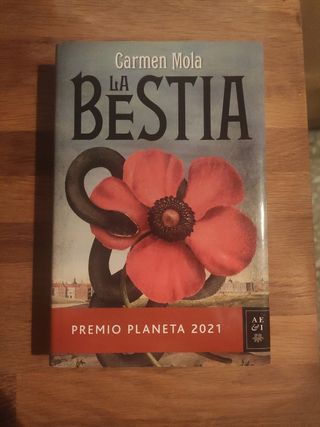 Carmen Mola
LA
BESTIA
PREMIO PLANETA 2021
AE
&I